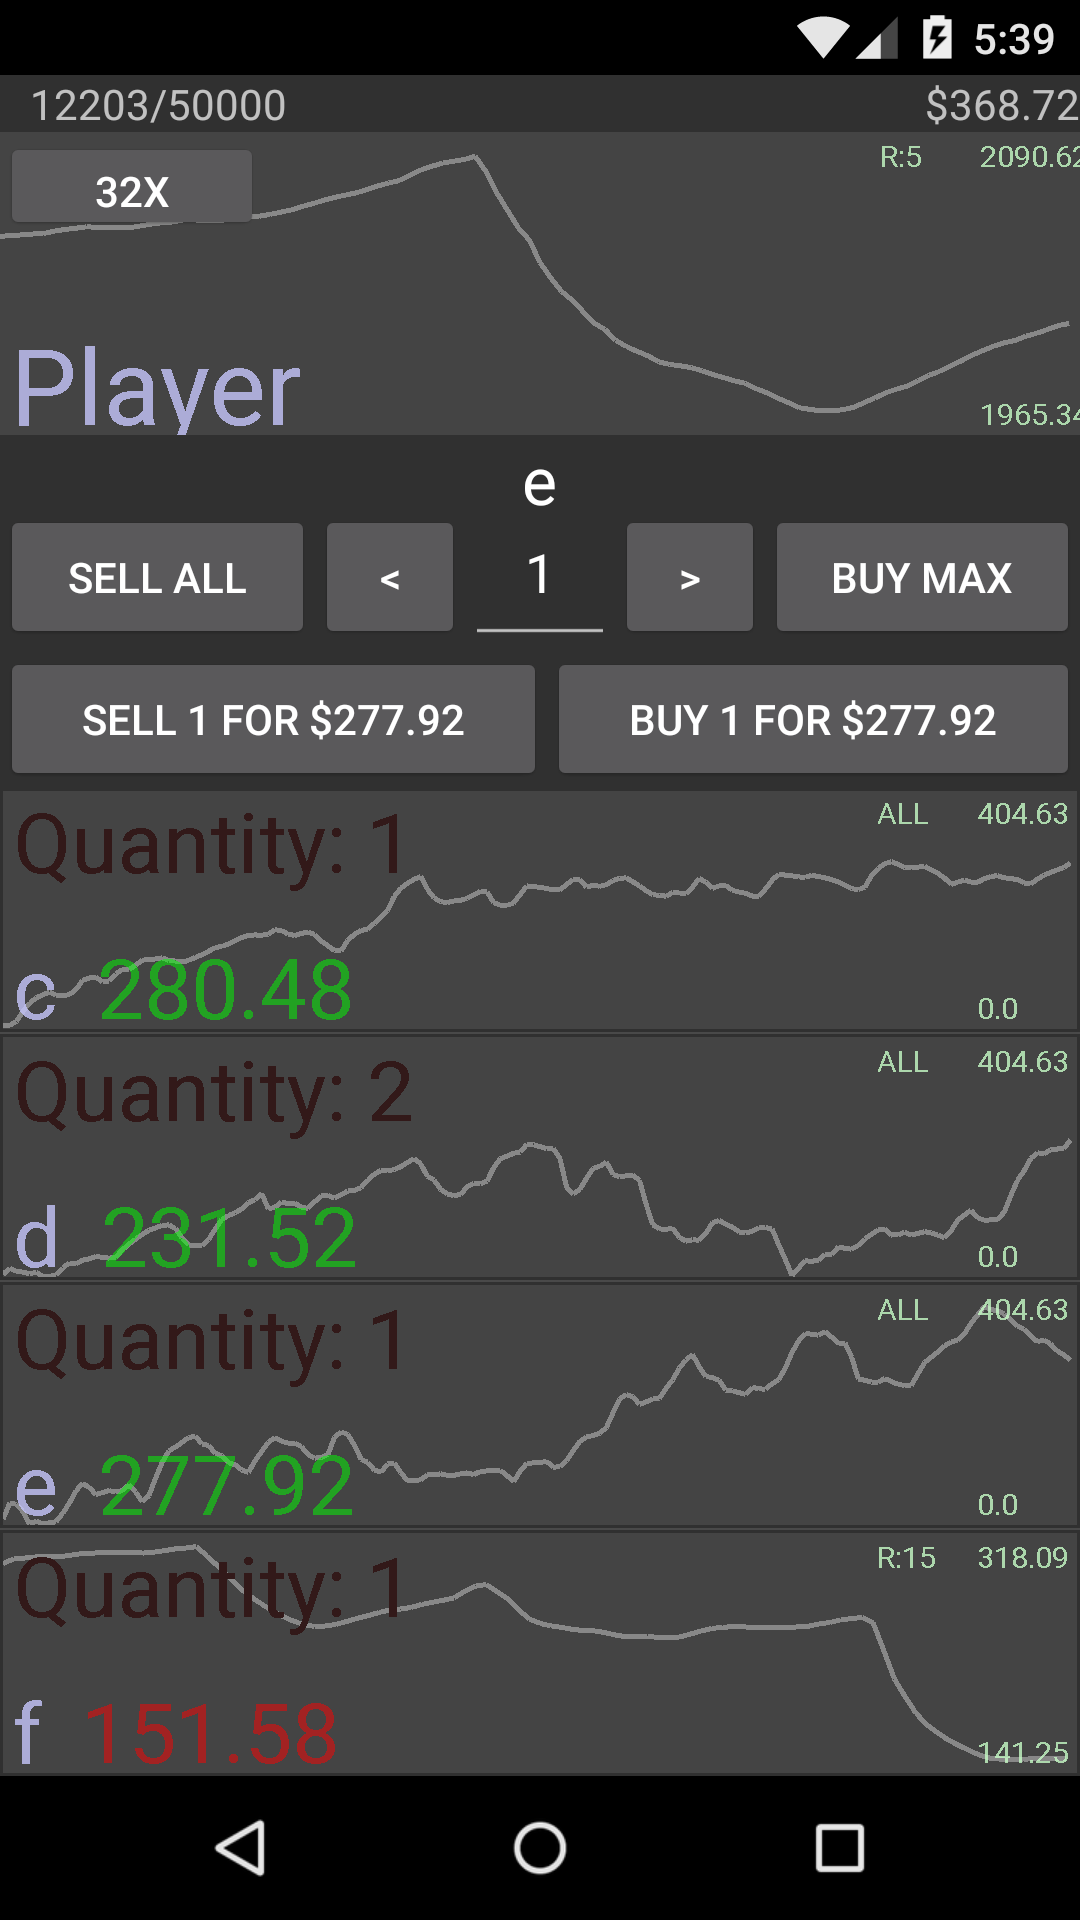 5:39
12203/50000 $368.72
32X R:5 2090.62
Player 1965.34
e
SELL ALL < 1 > BUY MAX
SELL 1 FOR $277.92 BUY 1 FOR $277.92
Quantity: 1 ALL 404.63
c 280.48 0.0
Quantity: 2 ALL 404.63
d 231.52 0.0
Quantity: 1 ALL 404.63
e 277.92 0.0
Quantity: 1 R:15 318.09
f 151.58 141.25